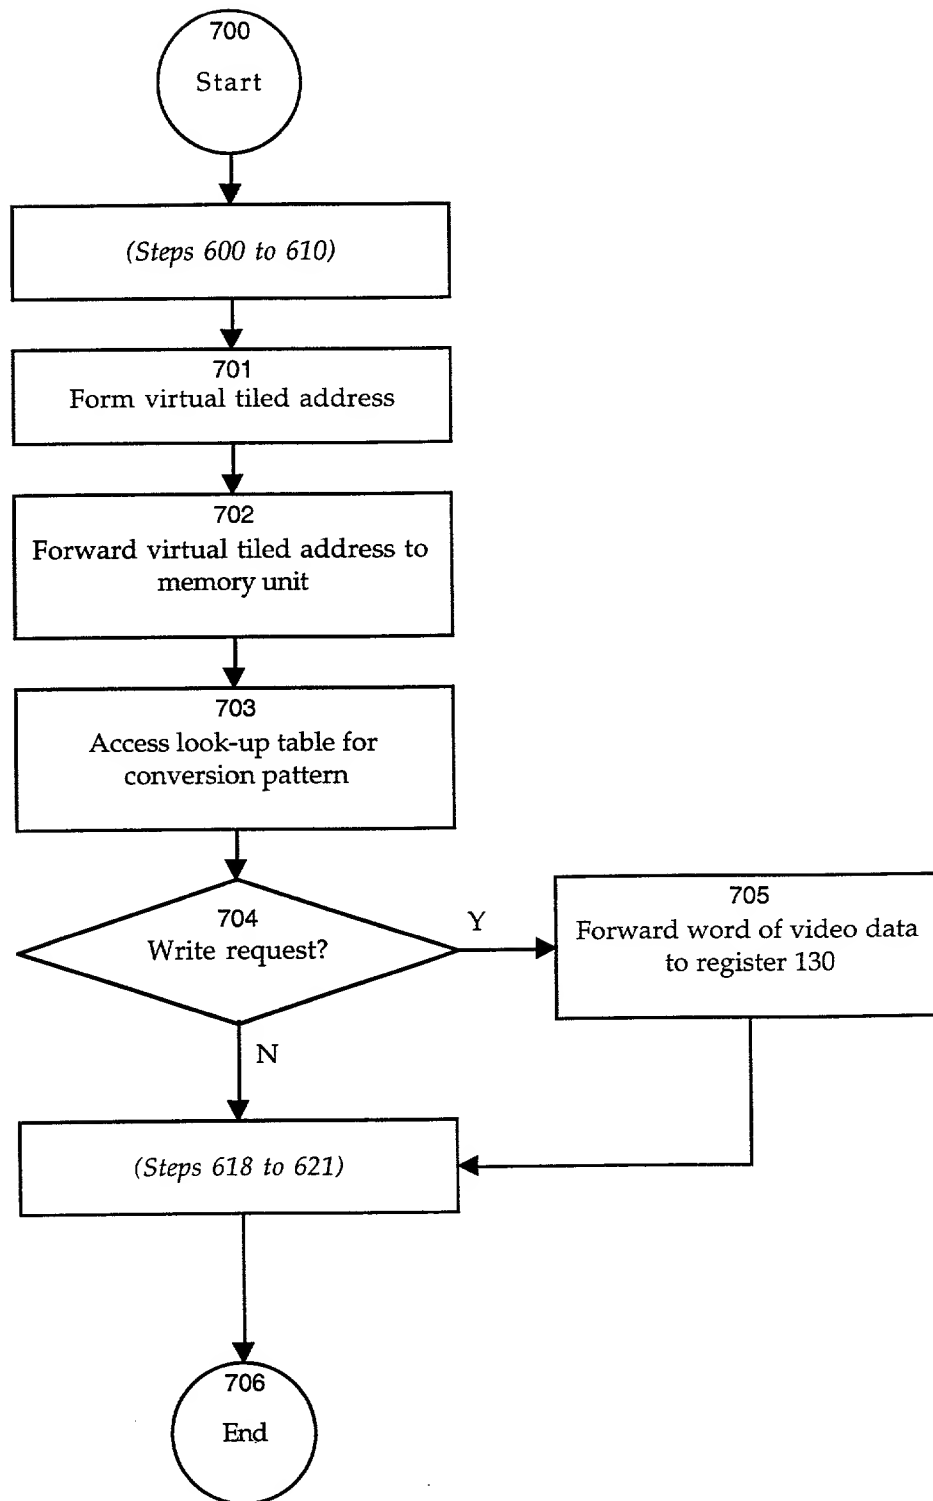 700
Start
(Steps 600 to 610)
701
Form virtual tiled address
702
Forward virtual tiled address to
memory unit
703
Access look-up table for
conversion pattern
704
Write request?
Y
705
Forward word of video data
to register 130
N
(Steps 618 to 621)
706
End